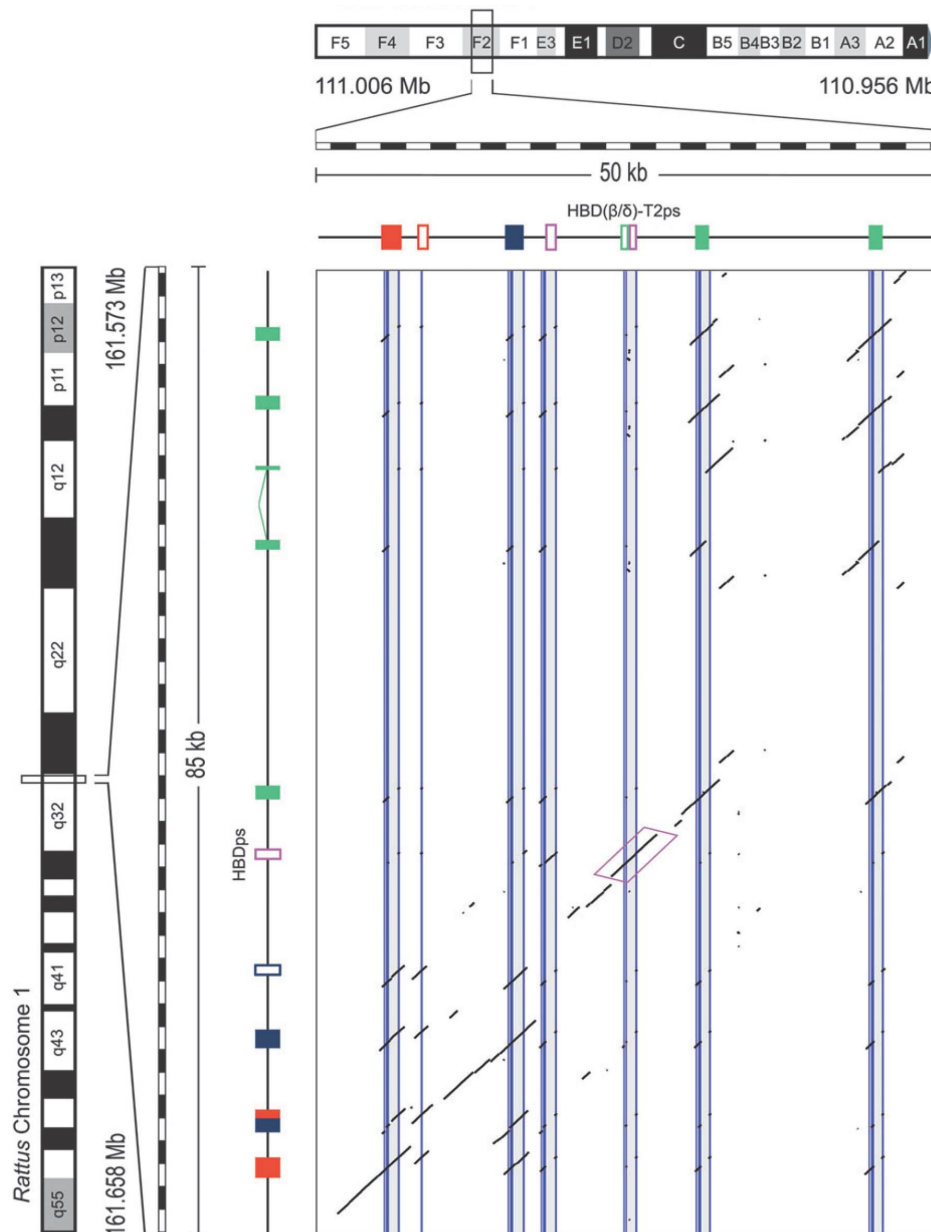 F5 F4 F3 F2 F1 E3 E1 D2 C B5 B4 B3 B2 B1 A3 A2 A1
111.006 Mb 110.956 Mb
50 kb
HBD(β/δ)-T2ps
Rattus Chromosome 1
p13
p12
p11
q12
q22
q32
q41
q43
q55
161.573 Mb
161.658 Mb
85 kb
HBDps